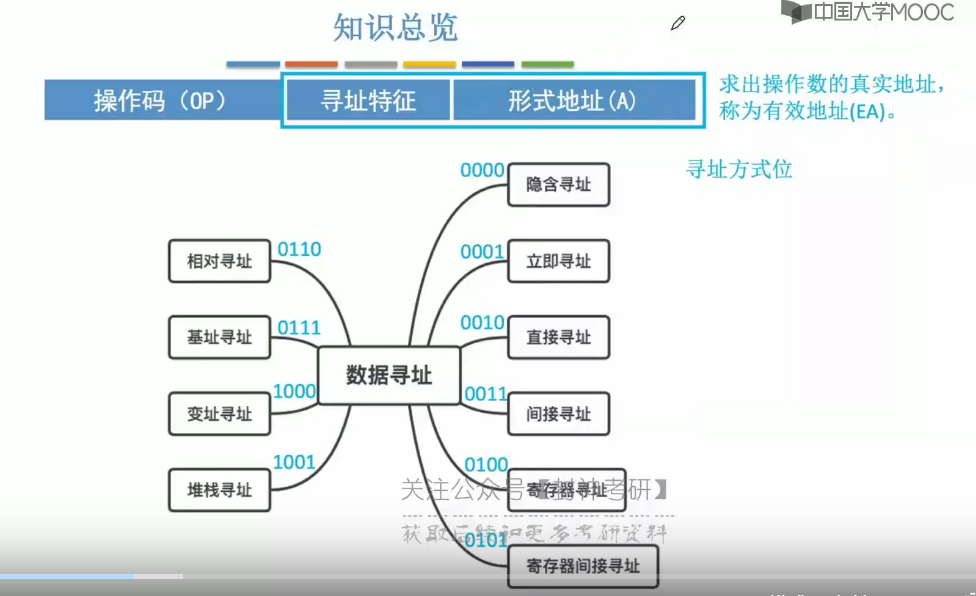 知识总览
中国大学MOOC
操作码（OP） 寻址特征 形式地址(A)
求出操作数的真实地址，
称为有效地址(EA)。
寻址方式位
0000 隐含寻址
0001 立即寻址
0010 直接寻址
0011 间接寻址
0100 寄存器寻址
0101 寄存器间接寻址
数据寻址
相对寻址 0110
基址寻址 0111
变址寻址 1000
堆栈寻址 1001
关注公众号
考研】
获取后续和更多考研资料